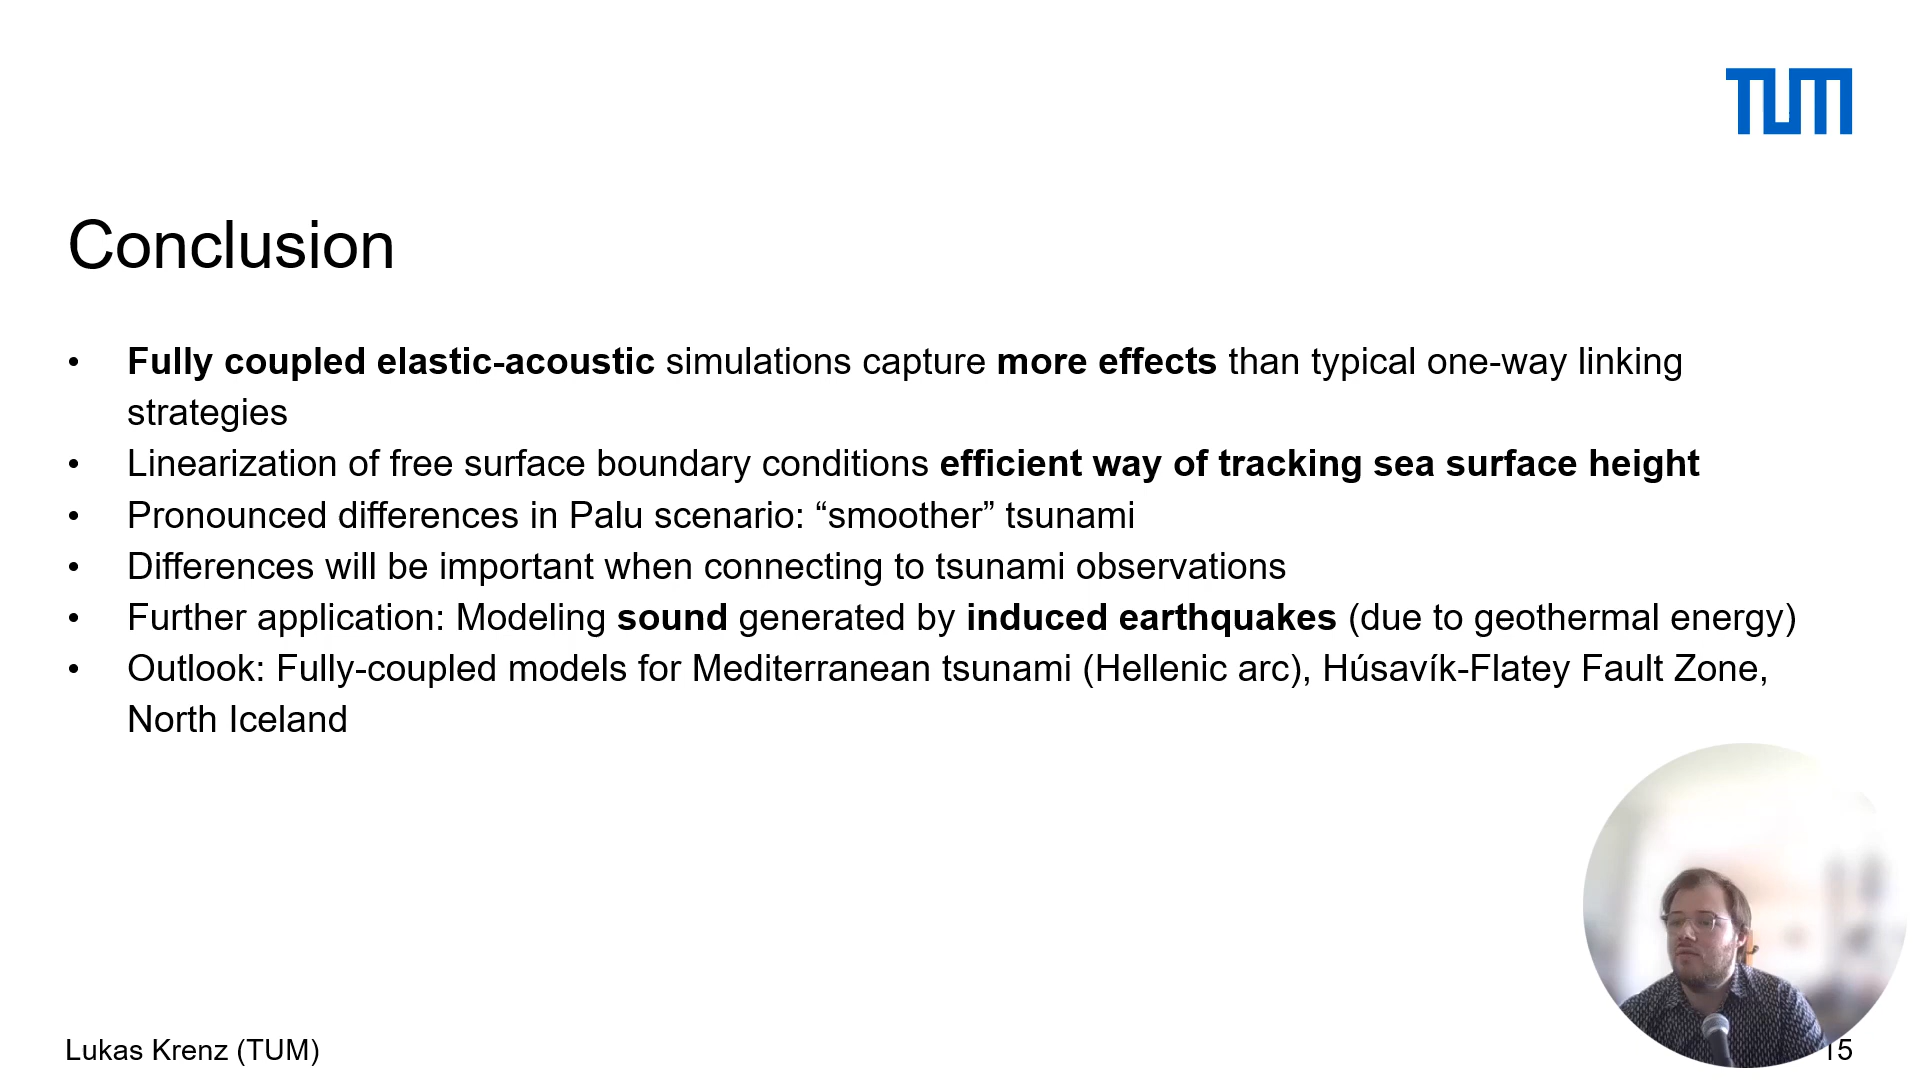 TUM
Conclusion
• Fully coupled elastic-acoustic simulations capture more effects than typical one-way linking
strategies
• Linearization of free surface boundary conditions efficient way of tracking sea surface height
• Pronounced differences in Palu scenario: “smoother” tsunami
• Differences will be important when connecting to tsunami observations
• Further application: Modeling sound generated by induced earthquakes (due to geothermal energy)
• Outlook: Fully-coupled models for Mediterranean tsunami (Hellenic arc), Húsavík-Flatey Fault Zone,
North Iceland
Lukas Krenz (TUM)
15